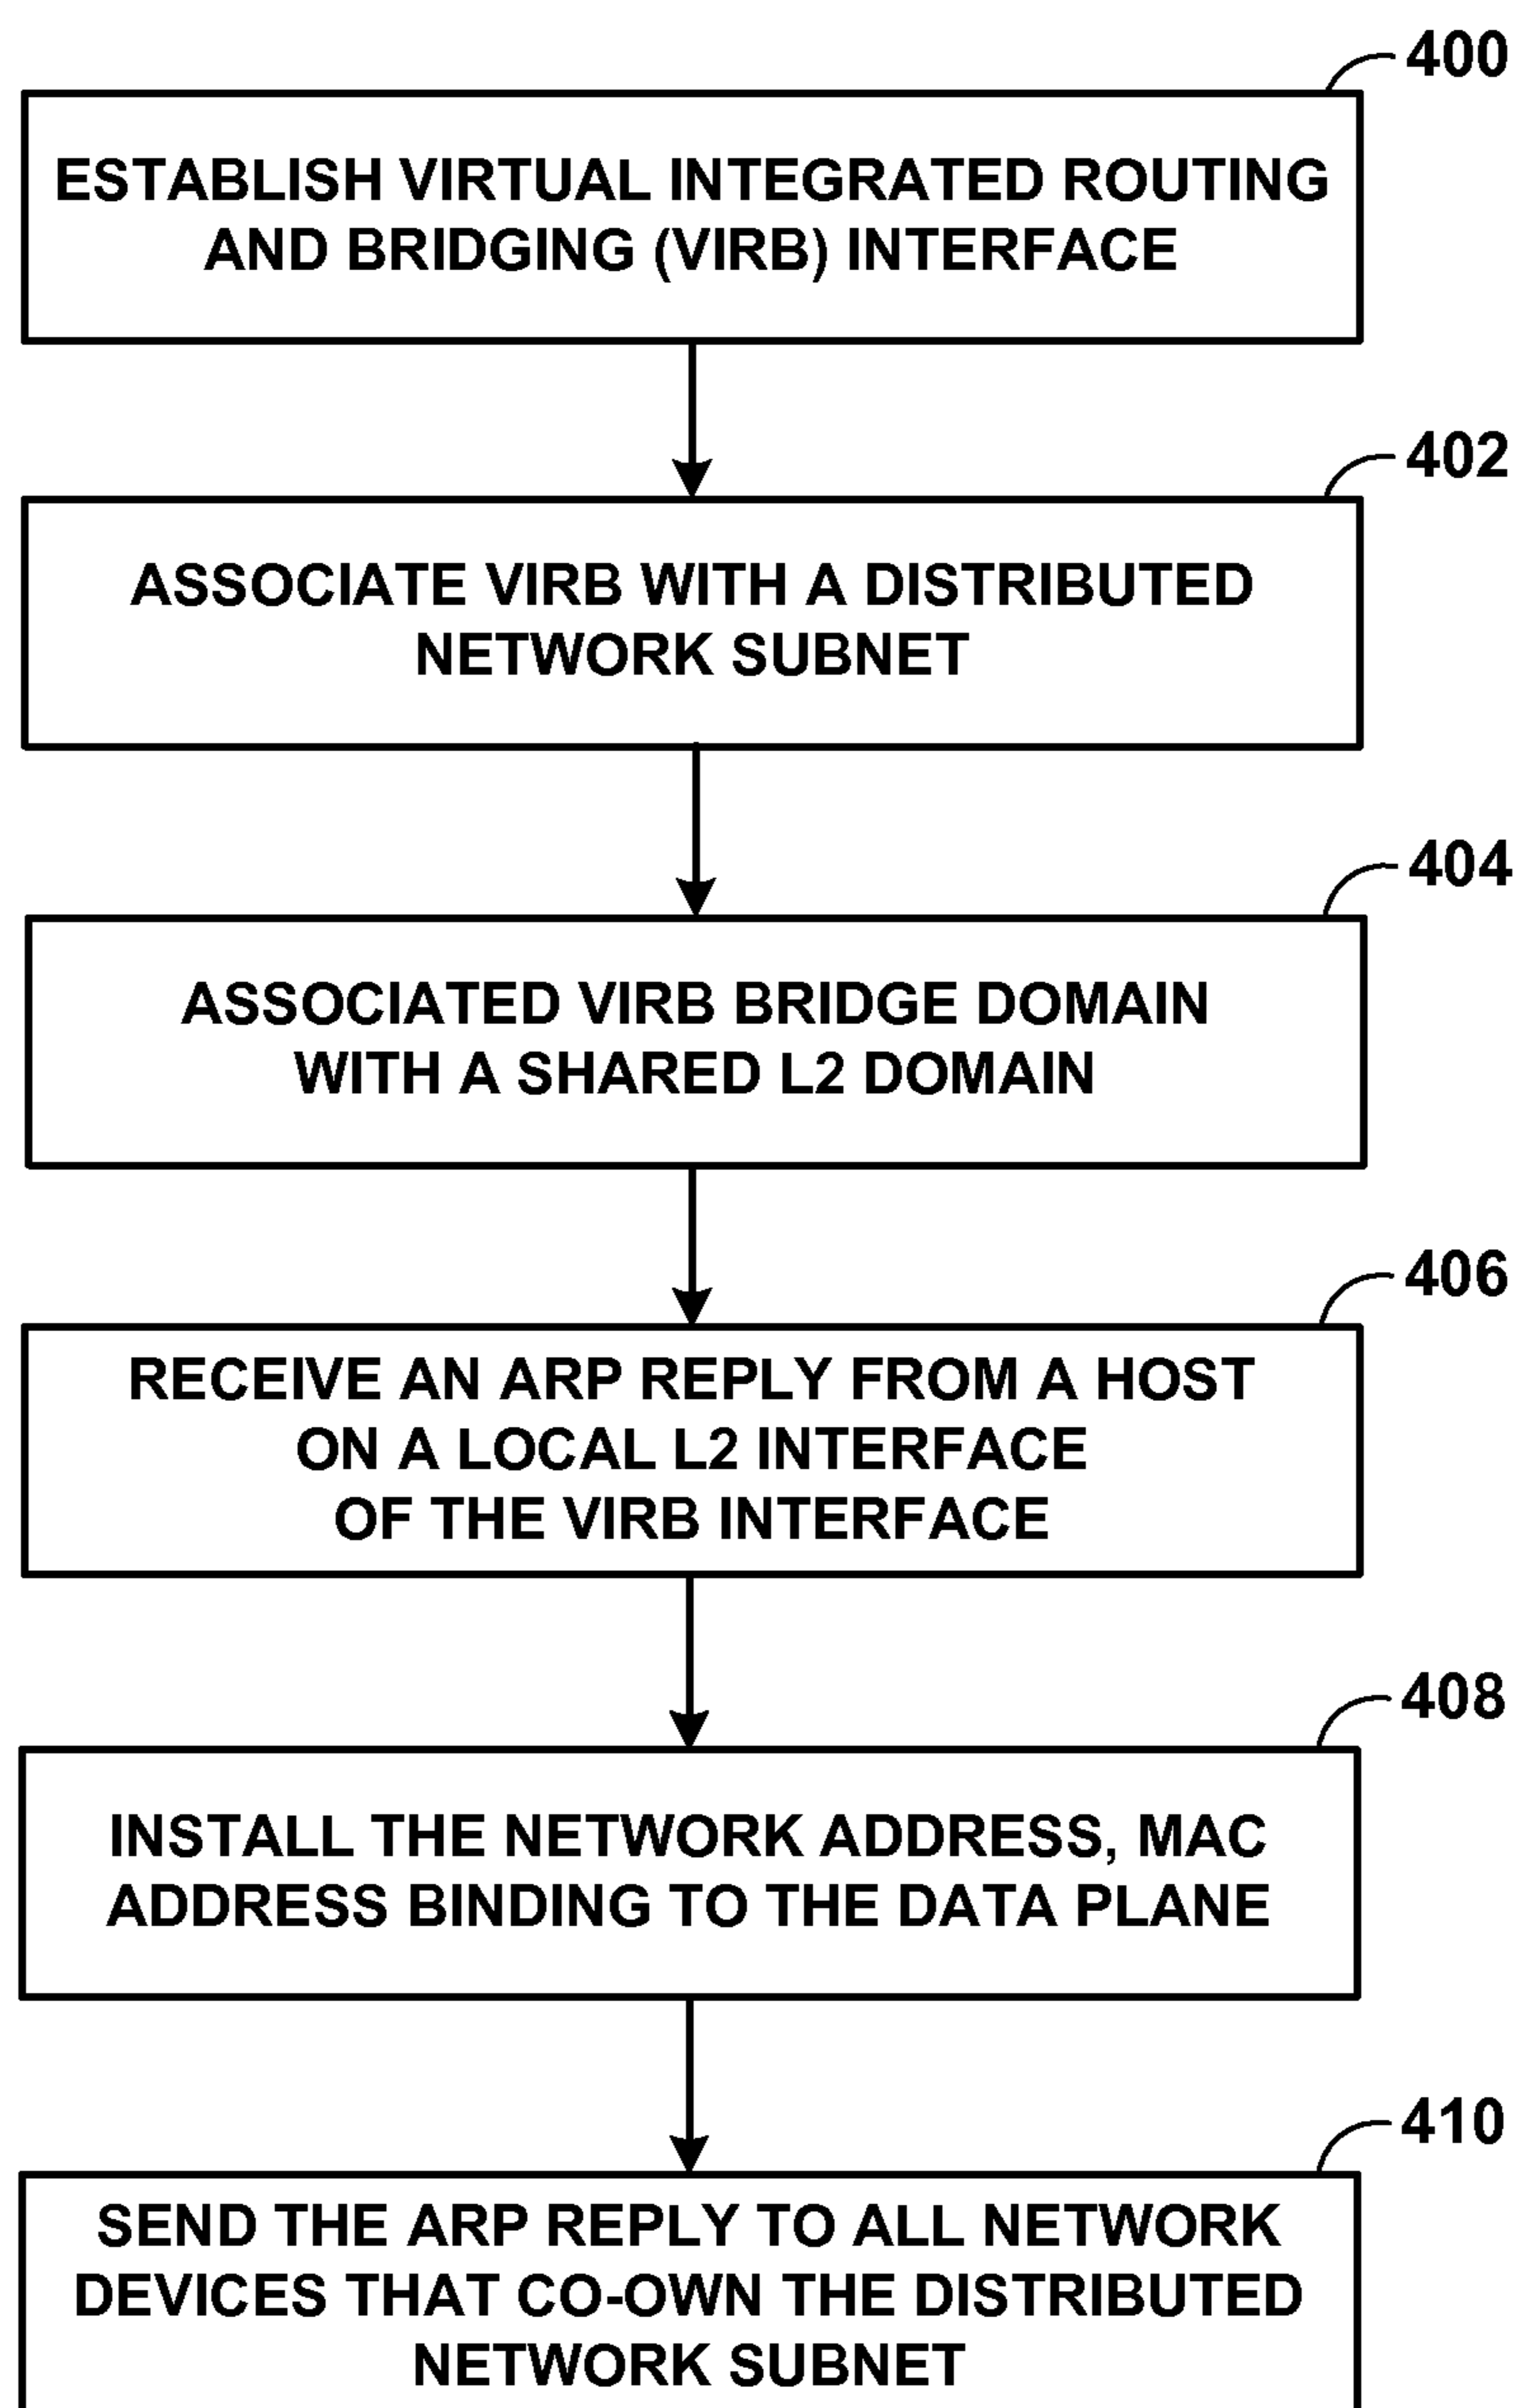 400
ESTABLISH VIRTUAL INTEGRATED ROUTING
AND BRIDGING (VIRB) INTERFACE
402
ASSOCIATE VIRB WITH A DISTRIBUTED
NETWORK SUBNET
404
ASSOCIATED VIRB BRIDGE DOMAIN
WITH A SHARED L2 DOMAIN
406
RECEIVE AN ARP REPLY FROM A HOST
ON A LOCAL L2 INTERFACE
OF THE VIRB INTERFACE
408
INSTALL THE NETWORK ADDRESS, MAC
ADDRESS BINDING TO THE DATA PLANE
410
SEND THE ARP REPLY TO ALL NETWORK
DEVICES THAT CO-OWN THE DISTRIBUTED
NETWORK SUBNET